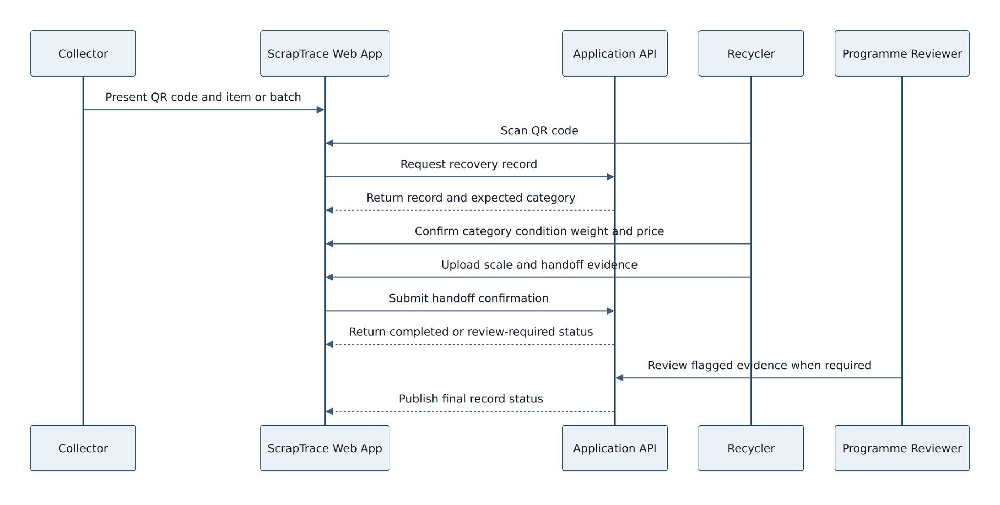 Collector
ScrapTrace Web App
Application API
Recycler
Programme Reviewer
Present QR code and item or batch
Scan QR code
Request recovery record
Return record and expected category
Confirm category condition weight and price
Upload scale and handoff evidence
Submit handoff confirmation
Return completed or review-required status
Review flagged evidence when required
Publish final record status
Collector
ScrapTrace Web App
Application API
Recycler
Programme Reviewer